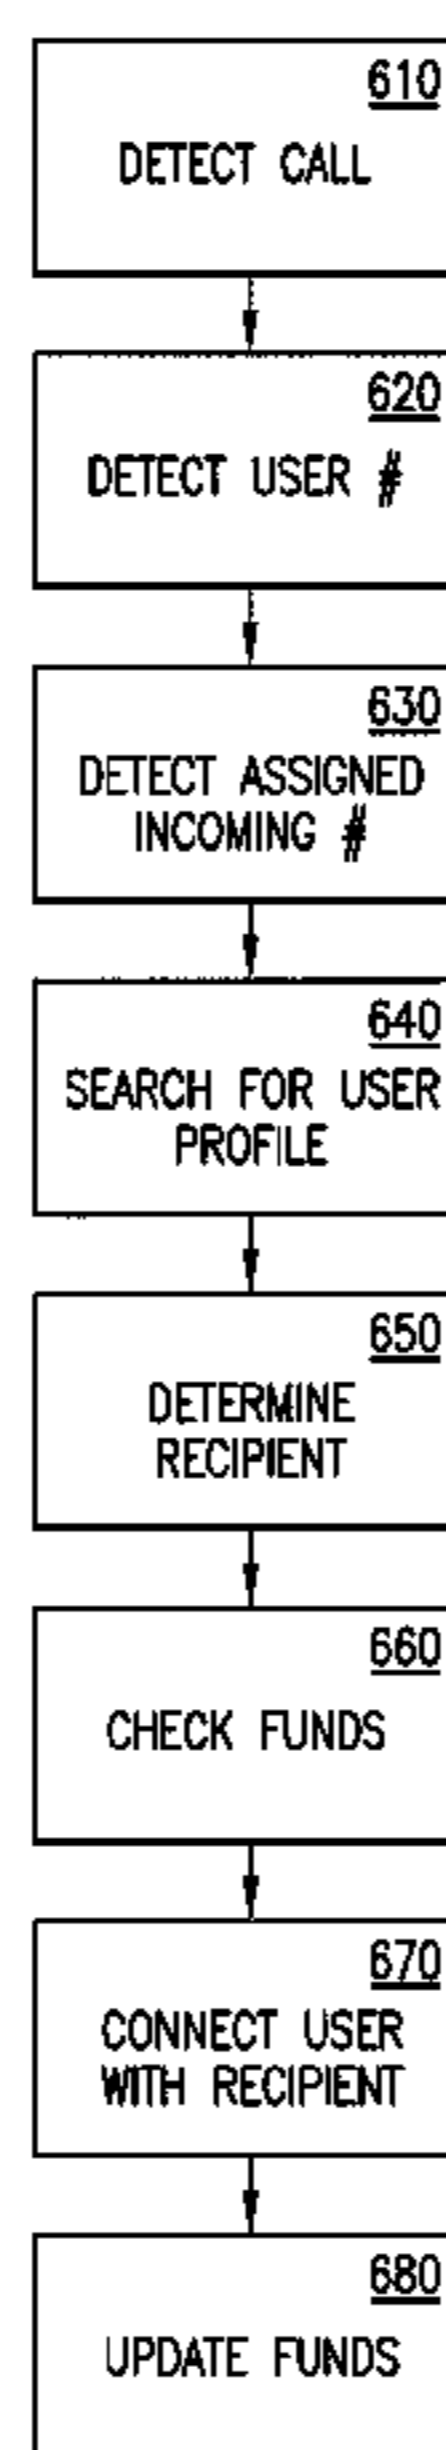 610
DETECT CALL
620
DETECT USER #
630
DETECT ASSIGNED
INCOMING #
640
SEARCH FOR USER
PROFILE
650
DETERMINE
RECIPIENT
660
CHECK FUNDS
670
CONNECT USER
WITH RECIPIENT
680
UPDATE FUNDS